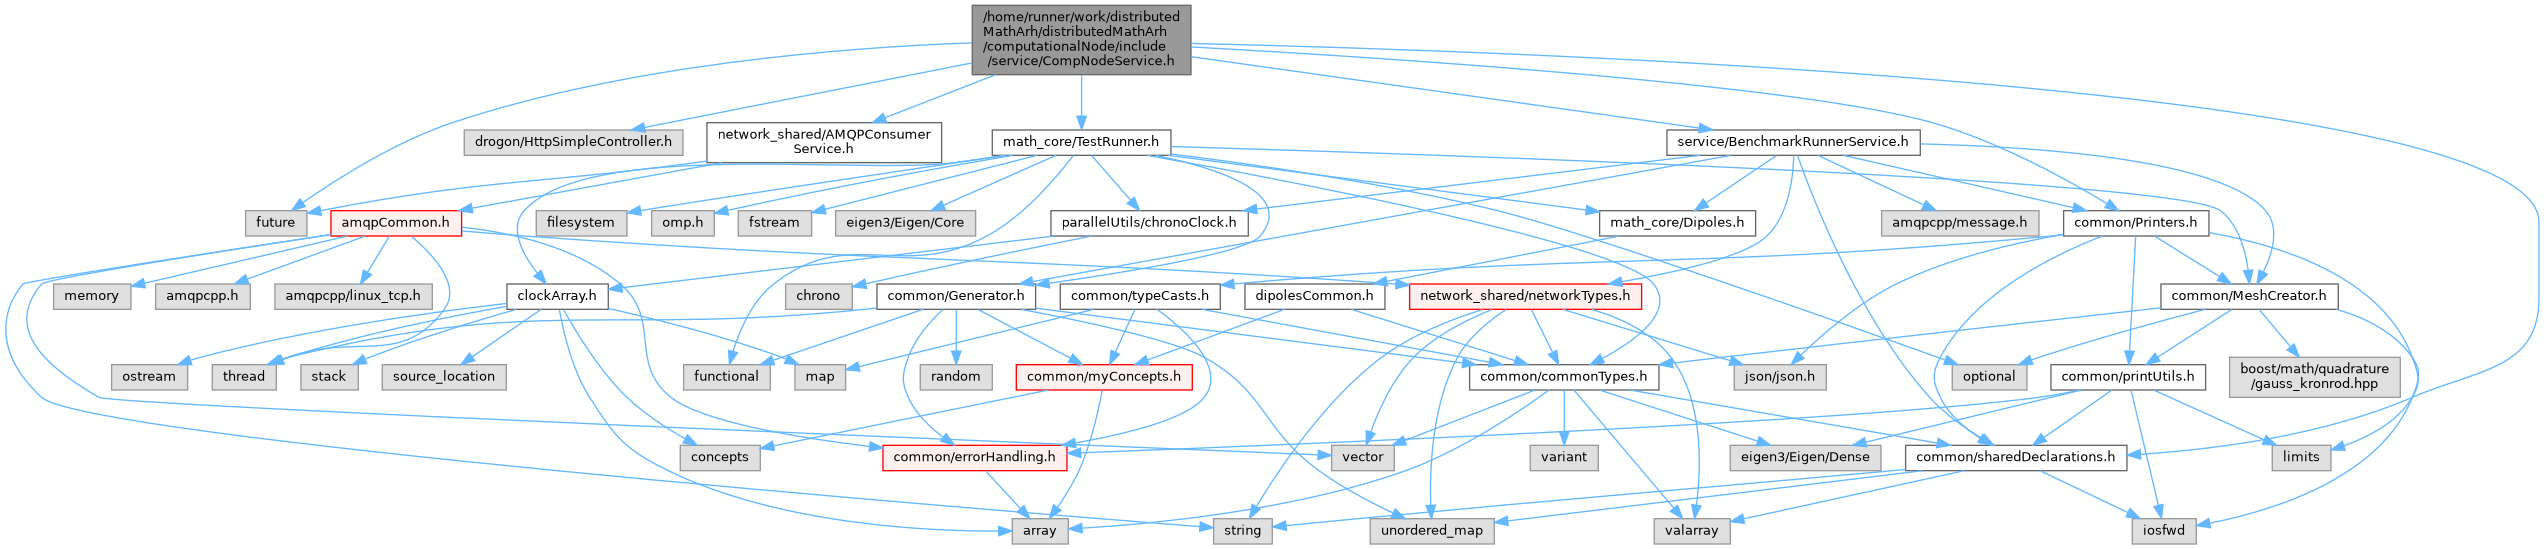 /home/runner/work/distributed
MathArh/distributedMathArh
/computationalNode/include
/service/CompNodeService.h
drogon/HttpSimpleController.h
network_shared/AMQPConsumer
Service.h
math_core/TestRunner.h
service/BenchmarkRunnerService.h
future
amqpCommon.h
filesystem
omp.h
fstream
eigen3/Eigen/Core
parallelUtils/chronoClock.h
math_core/Dipoles.h
amqpcpp/message.h
common/Printers.h
memory
amqpcpp.h
amqpcpp/linux_tcp.h
clockArray.h
chrono
common/Generator.h
common/typeCasts.h
dipolesCommon.h
network_shared/networkTypes.h
common/MeshCreator.h
ostream
thread
stack
source_location
functional
map
random
common/myConcepts.h
common/commonTypes.h
json/json.h
optional
common/printUtils.h
boost/math/quadrature
/gauss_kronrod.hpp
concepts
common/errorHandling.h
vector
variant
eigen3/Eigen/Dense
common/sharedDeclarations.h
limits
array
string
unordered_map
valarray
iosfwd